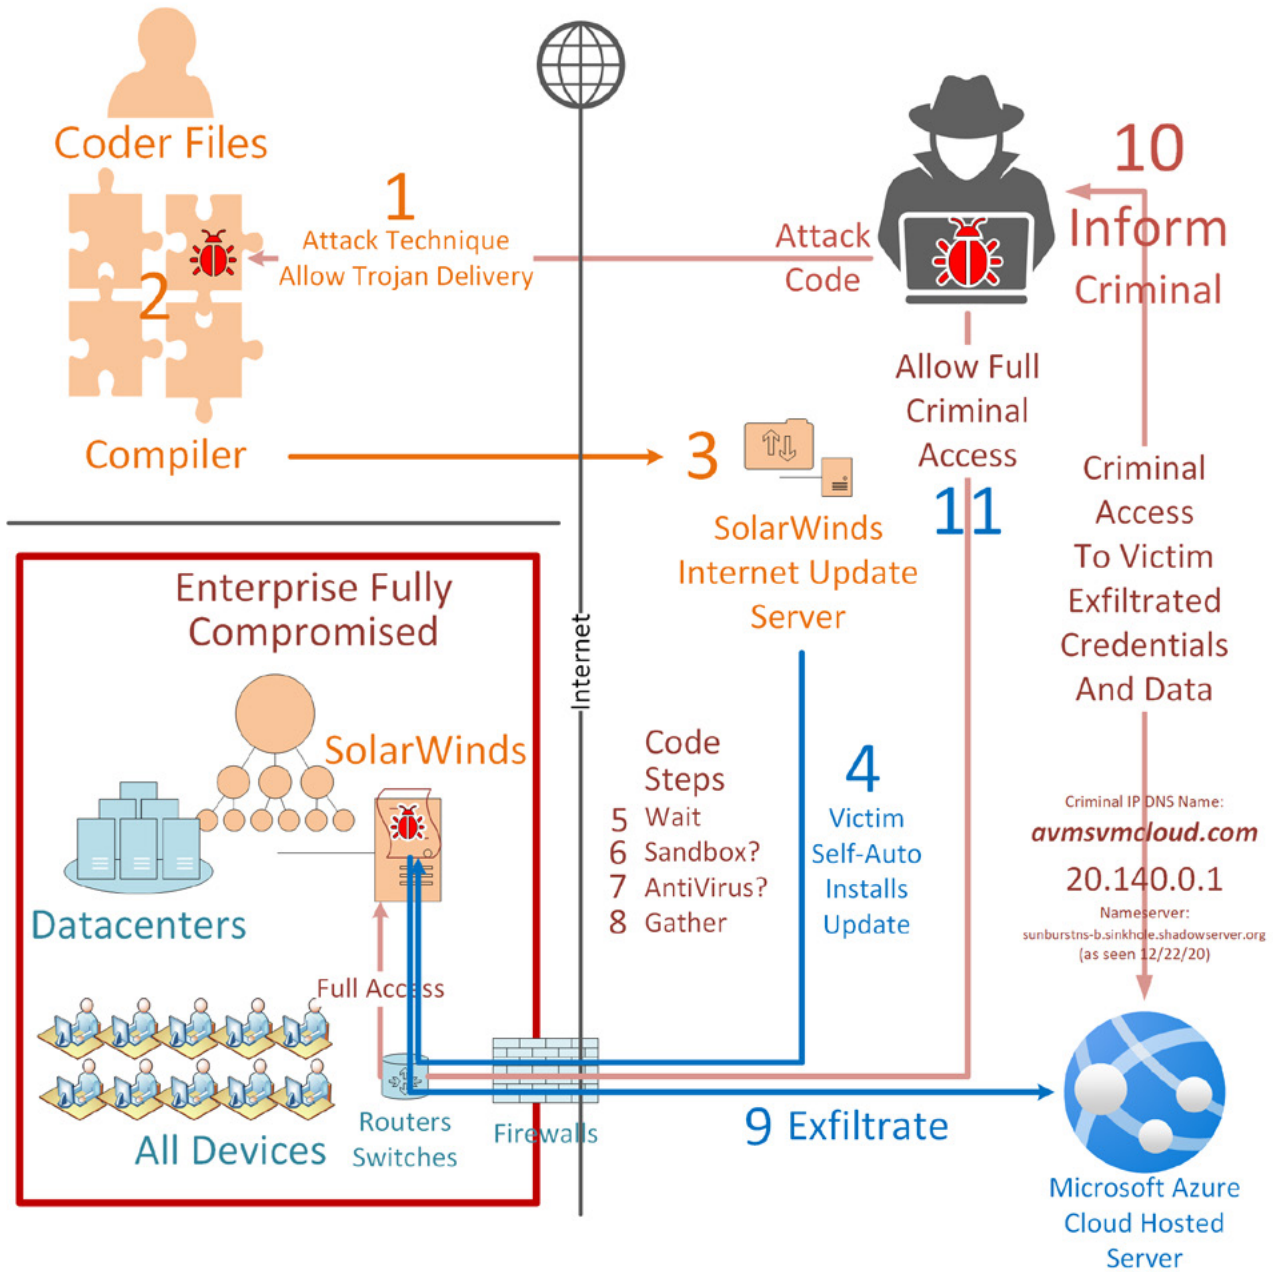 Coder Files
1
Attack Technique
Allow Trojan Delivery
2
Compiler
Attack
Code
10
Inform
Criminal
Allow Full
Criminal
Access
11
3
SolarWinds
Internet Update
Server
Criminal
Access
To Victim
Exfiltrated
Credentials
And Data
Internet
Enterprise Fully
Compromised
SolarWinds
Datacenters
Full Access
All Devices
Routers
Switches
Firewalls
Code
Steps
5 Wait
6 Sandbox?
7 AntiVirus?
8 Gather
4
Victim
Self-Auto
Installs
Update
Criminal IP DNS Name:
avmsvmcloud.com
20.140.0.1
Nameserver:
sunburstns-b.sinkhole.shadowserver.org
(as seen 12/22/20)
9 Exfiltrate
Microsoft Azure
Cloud Hosted
Server